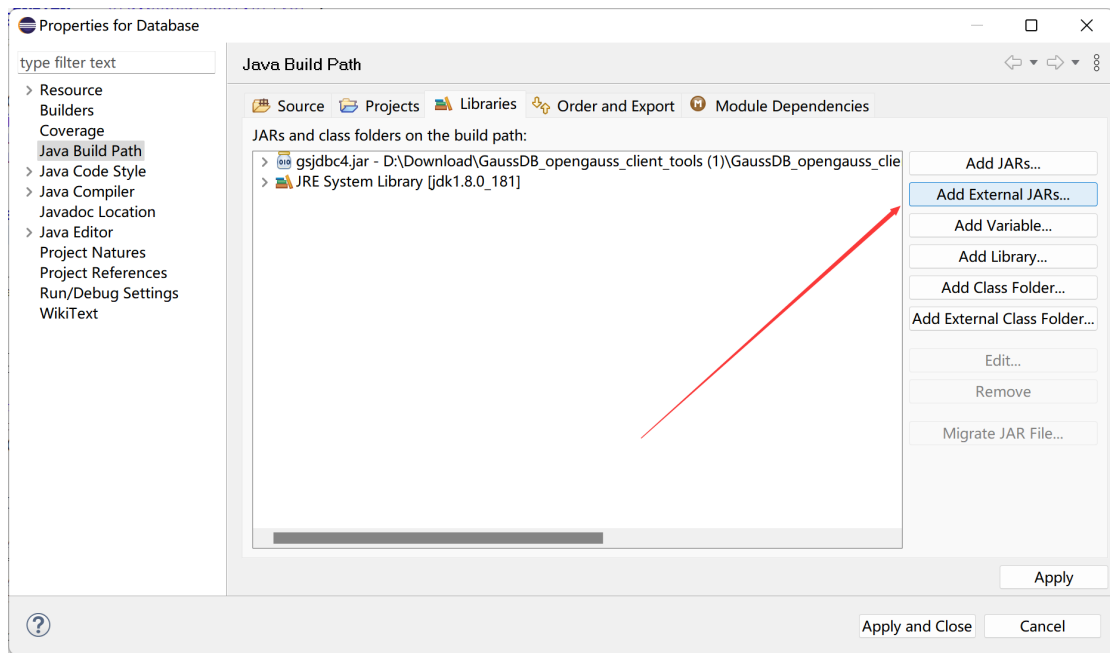 Properties for Database
type filter text
Resource
Builders
Coverage
Java Build Path
Java Code Style
Java Compiler
Javadoc Location
Java Editor
Project Natures
Project References
Run/Debug Settings
WikiText
Java Build Path
Source Projects Libraries Order and Export Module Dependencies
JARs and class folders on the build path:
gsjdbc4.jar - D:\Download\GaussDB_opengauss_client_tools (1)\GaussDB_opengauss_clie
JRE System Library [jdk1.8.0_181]
Add JARs...
Add External JARs...
Add Variable...
Add Library...
Add Class Folder...
Add External Class Folder...
Edit...
Remove
Migrate JAR File...
Apply
Apply and Close Cancel